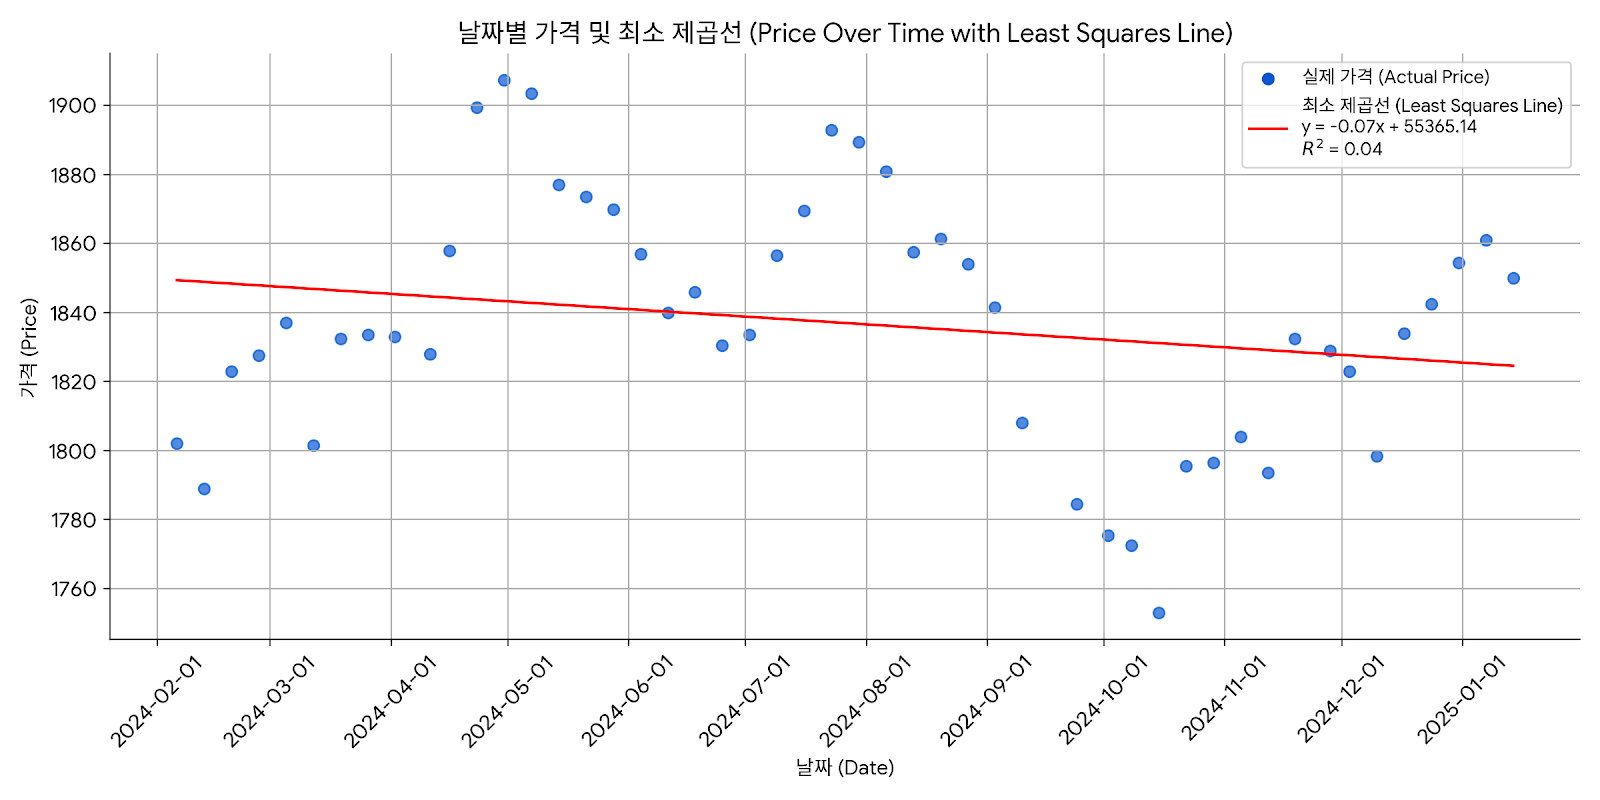 날짜별 가격 및 최소 제곱선 (Price Over Time with Least Squares Line)
실제 가격 (Actual Price)
최소 제곱선 (Least Squares Line)
y = -0.07x + 55365.14
R² = 0.04
가격 (Price)
1900
1880
1860
1840
1820
1800
1780
1760
2024-02-01
2024-03-01
2024-04-01
2024-05-01
2024-06-01
2024-07-01
2024-08-01
2024-09-01
2024-10-01
2024-11-01
2024-12-01
2025-01-01
날짜 (Date)